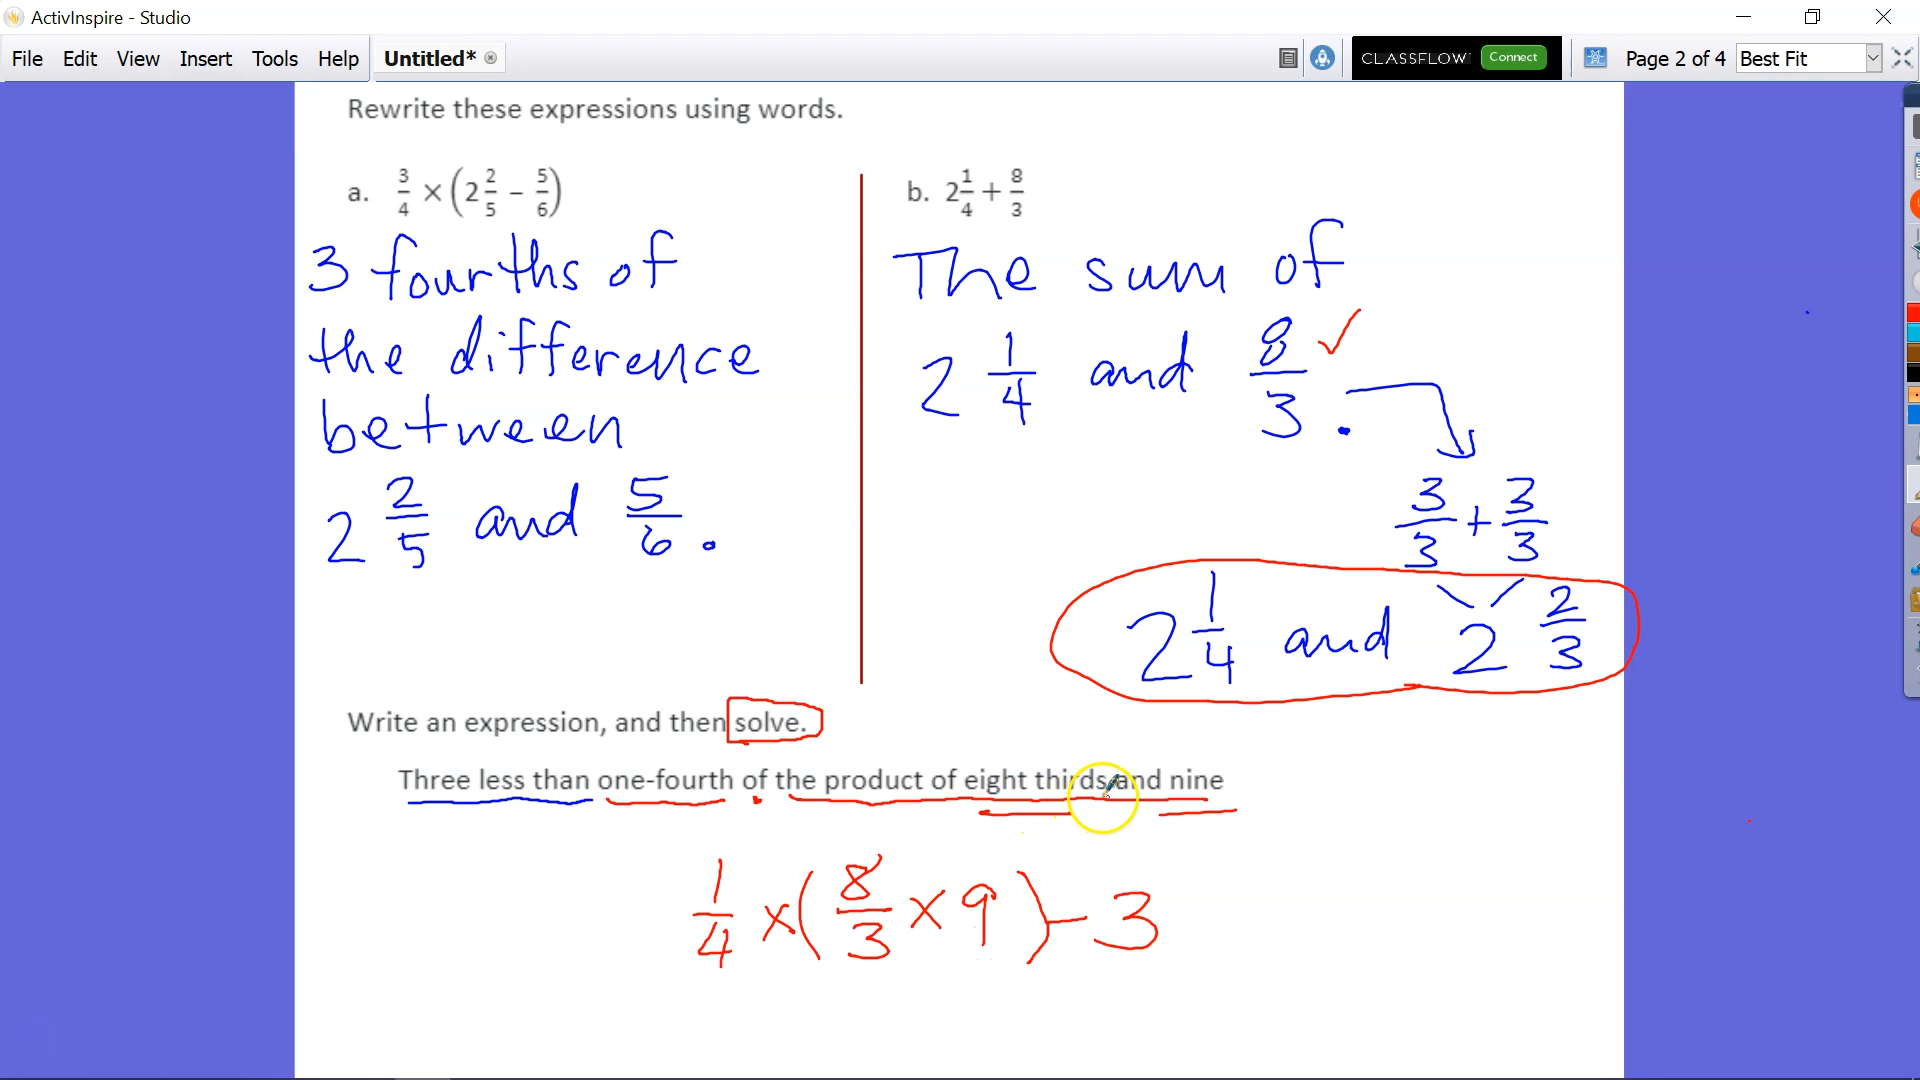 ActivInspire - Studio
File Edit View Insert Tools Help Untitled* CLASSFLOW Connect Page 2 of 4 Best Fit
Rewrite these expressions using words.
a. 3/4 × (2 2/5 − 5/6)
3 fourths of
the difference
between
2 2/5 and 5/6 .
b. 2 1/4 + 8/3
The sum of
2 1/4 and 8/3 . ✓
3/3 + 3/3
2 1/4 and 2 2/3
Write an expression, and then solve.
Three less than one-fourth of the product of eight thirds and nine
1/4 × (8/3 × 9) − 3